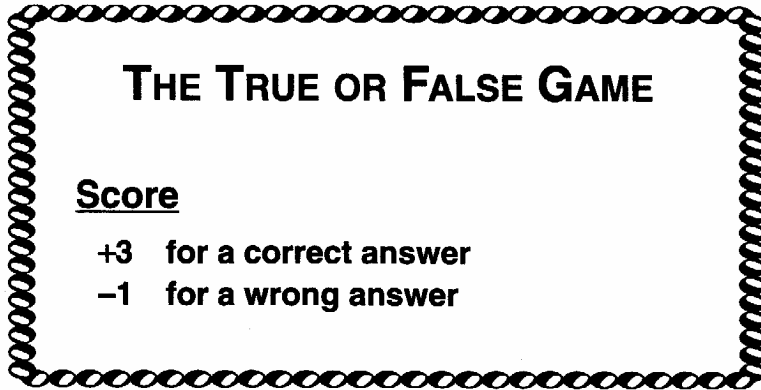 THE TRUE OR FALSE GAME
Score
+3 for a correct answer
–1 for a wrong answer